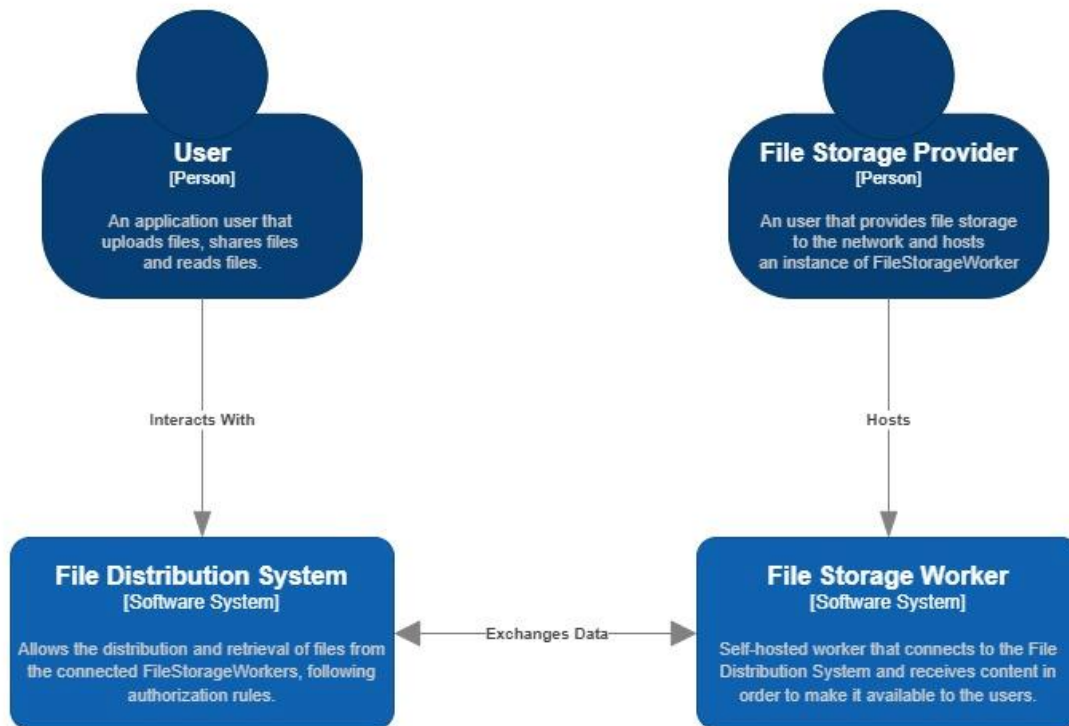 User
[Person]
An application user that
uploads files, shares files
and reads files.
File Storage Provider
[Person]
An user that provides file storage
to the network and hosts
an instance of FileStorageWorker
Interacts With
Hosts
File Distribution System
[Software System]
Allows the distribution and retrieval of files from
the connected FileStorageWorkers, following
authorization rules.
Exchanges Data
File Storage Worker
[Software System]
Self-hosted worker that connects to the File
Distribution System and receives content in
order to make it available to the users.